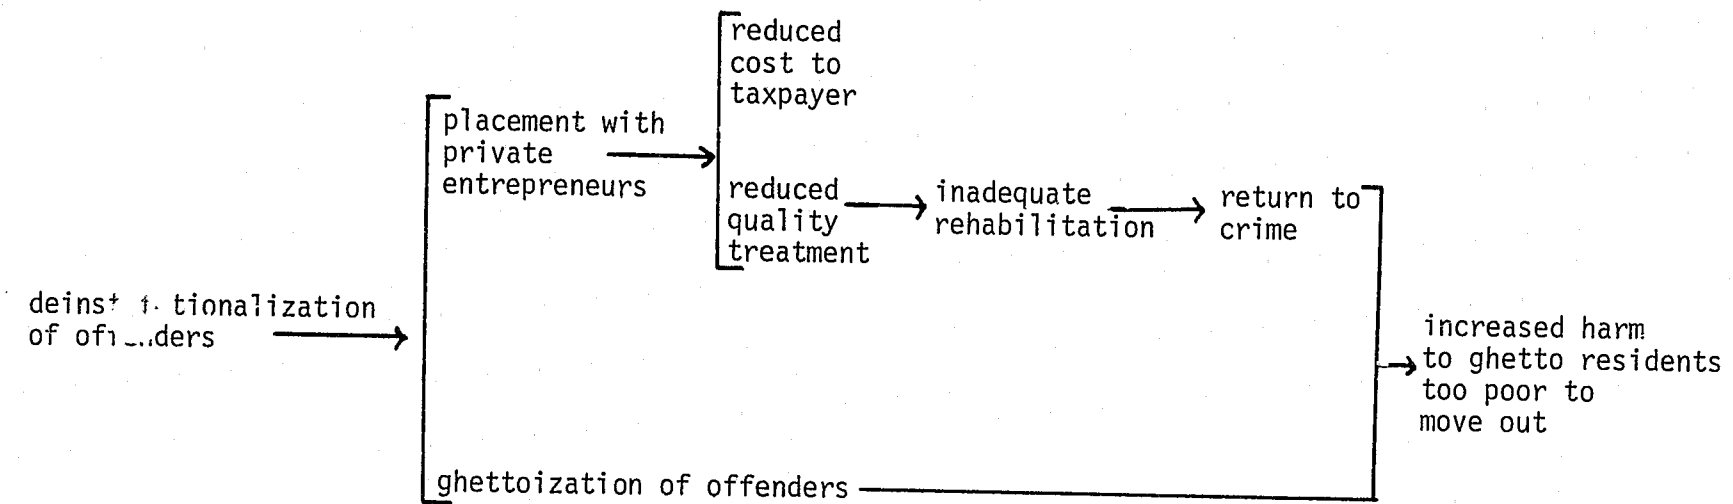 reduced
cost to
taxpayer
placement with
private
entrepreneurs
reduced
quality
treatment
inadequate
rehabilitation
return to
crime
of
increased harm
to ghetto residents
too poor to
move out
ghettoization of offenders